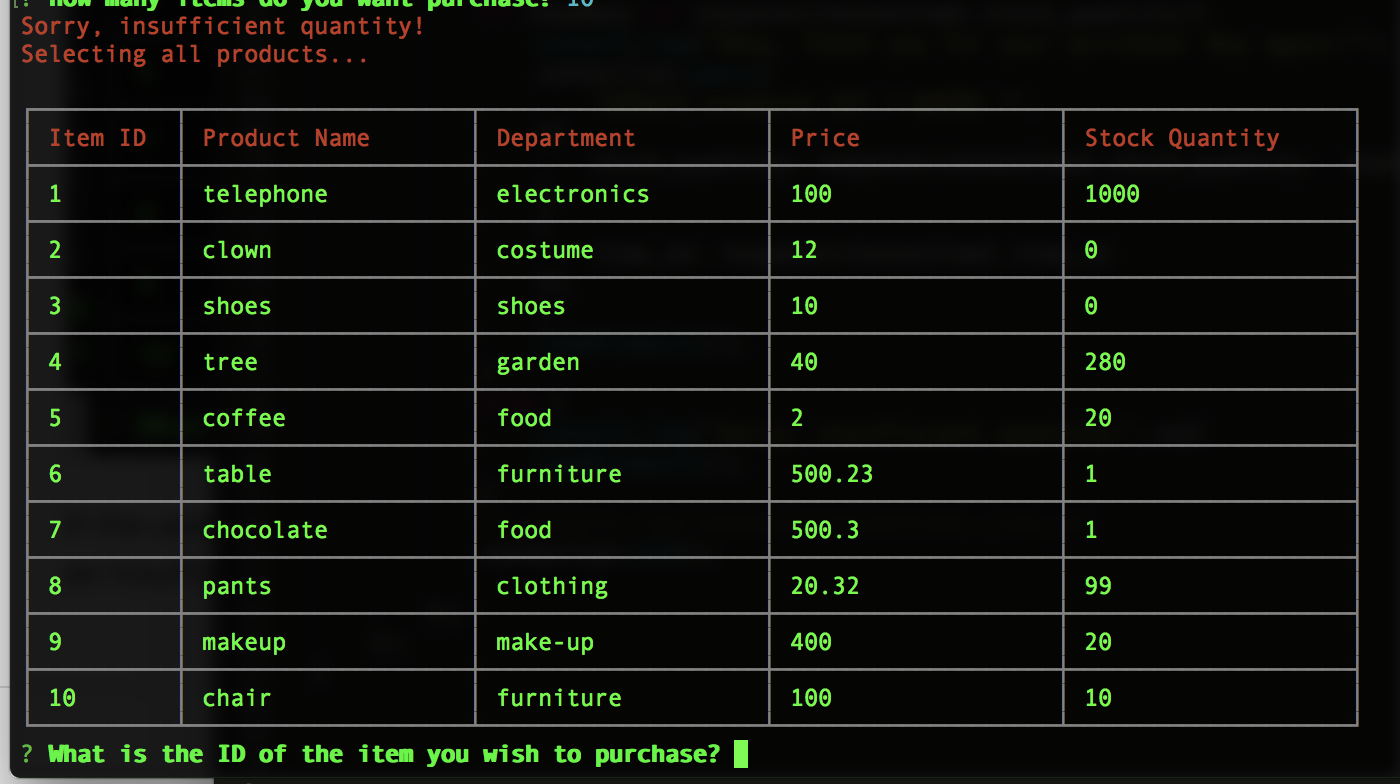 ? How many items do you want purchase? 10
Sorry, insufficient quantity!
Selecting all products...
Item ID Product Name Department Price Stock Quantity
1 telephone electronics 100 1000
2 clown costume 12 0
3 shoes shoes 10 0
4 tree garden 40 280
5 coffee food 2 20
6 table furniture 500.23 1
7 chocolate food 500.3 1
8 pants clothing 20.32 99
9 makeup make-up 400 20
10 chair furniture 100 10
? What is the ID of the item you wish to purchase?